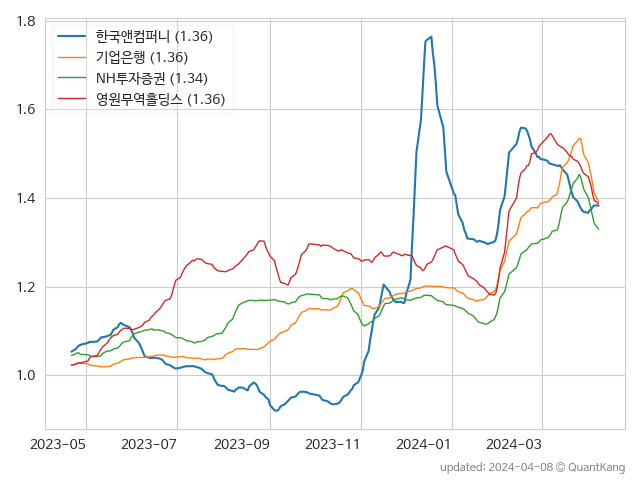 1.8
1.6
1.4
1.2
1.0
한국앤컴퍼니 (1.36)
기업은행 (1.36)
NH투자증권 (1.34)
영원무역홀딩스 (1.36)
2023-05 2023-07 2023-09 2023-11 2024-01 2024-03
updated: 2024-04-08 © QuantKang